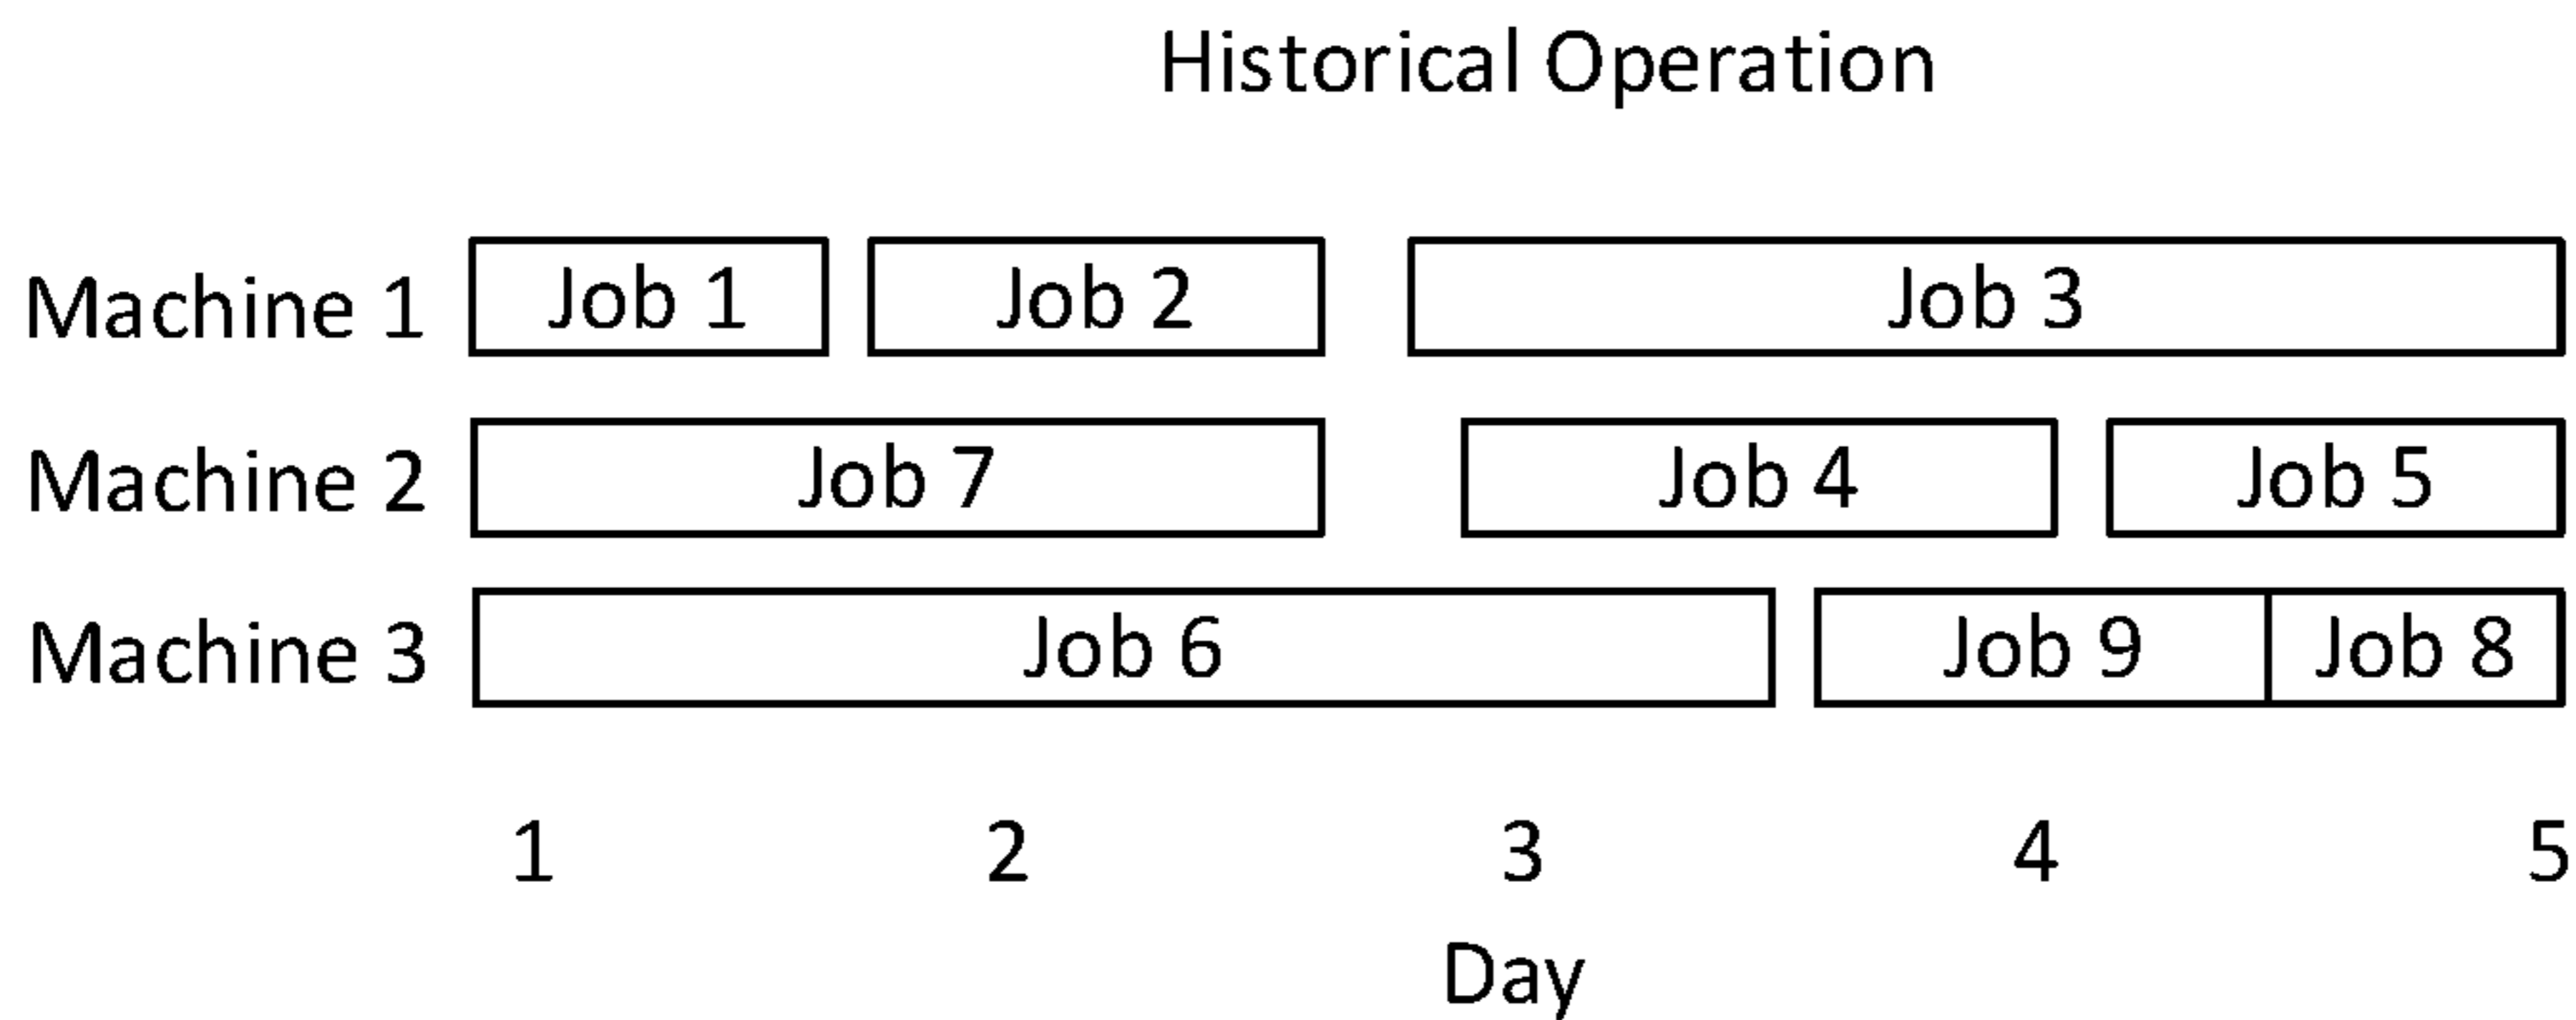 Historical Operation
Machine 1 Job 1 Job 2 Job 3
Machine 2 Job 7 Job 4 Job 5
Machine 3 Job 6 Job 9 Job 8
1 2 3 4 5
Day